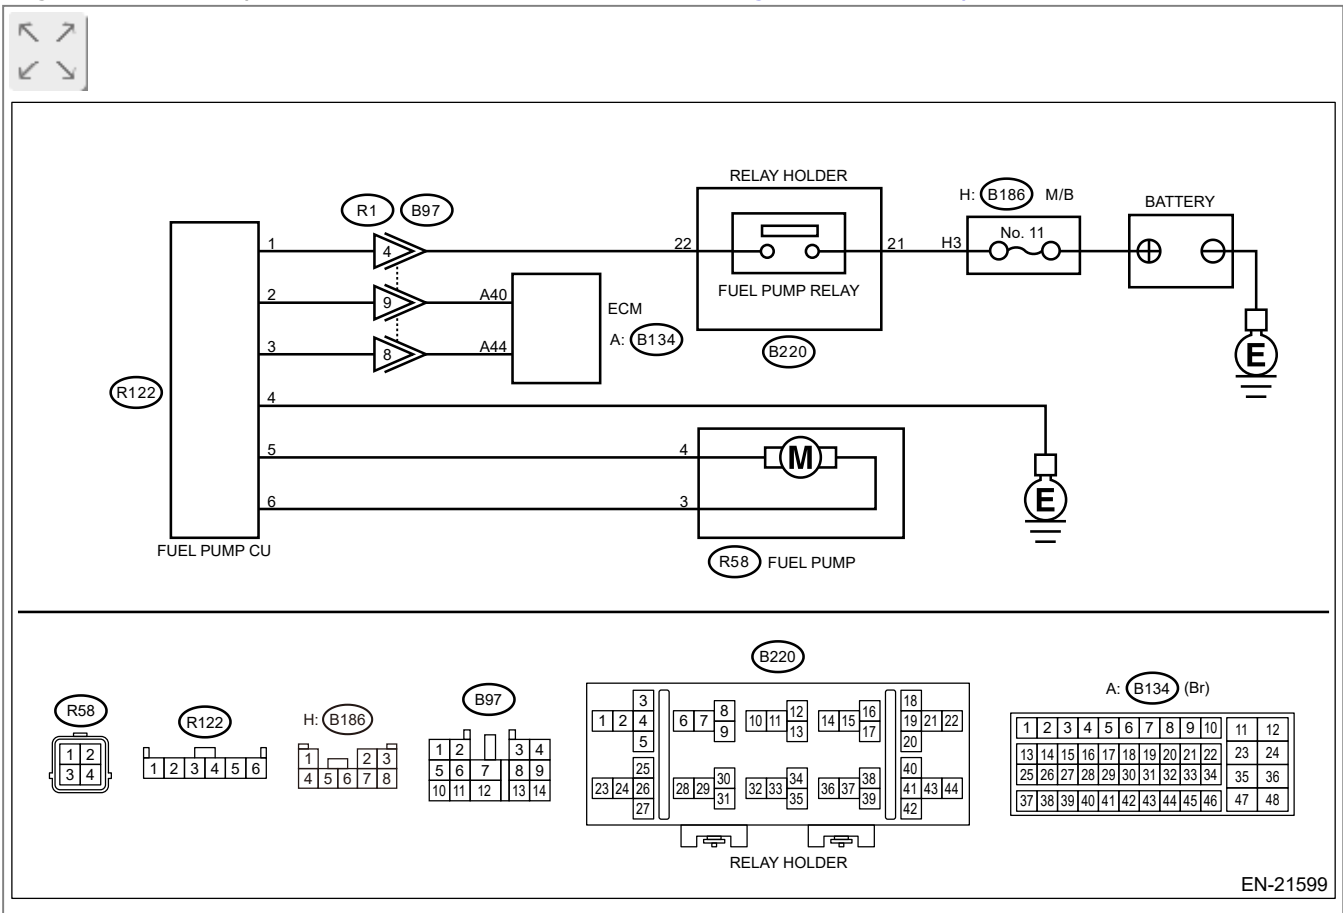 RELAY HOLDER
R1 B97
H: B186 M/B
BATTERY
No. 11
1 4 22 21 H3
FUEL PUMP RELAY
2 9 A40
ECM
A: B134
3 8 A44
B220
R122
4
E
5 4 M
6 3
E
FUEL PUMP CU
R58 FUEL PUMP
B220
R58
R122
H: B186
B97
A: B134 (Br)
1 2
3 4
1 2 3 4 5 6
1 2 3
4 5 6 7 8
1 2 3 4
5 6 7 8 9
10 11 12 13 14
3 8 12 16 18
1 2 4 6 7 10 11 14 15 19 21 22
5 9 13 17 20
25 30 34 38 40
23 24 26 28 29 32 33 36 37 41 43 44
27 31 35 39 42
RELAY HOLDER
1 2 3 4 5 6 7 8 9 10 11 12
13 14 15 16 17 18 19 20 21 22 23 24
25 26 27 28 29 30 31 32 33 34 35 36
37 38 39 40 41 42 43 44 45 46 47 48
EN-21599